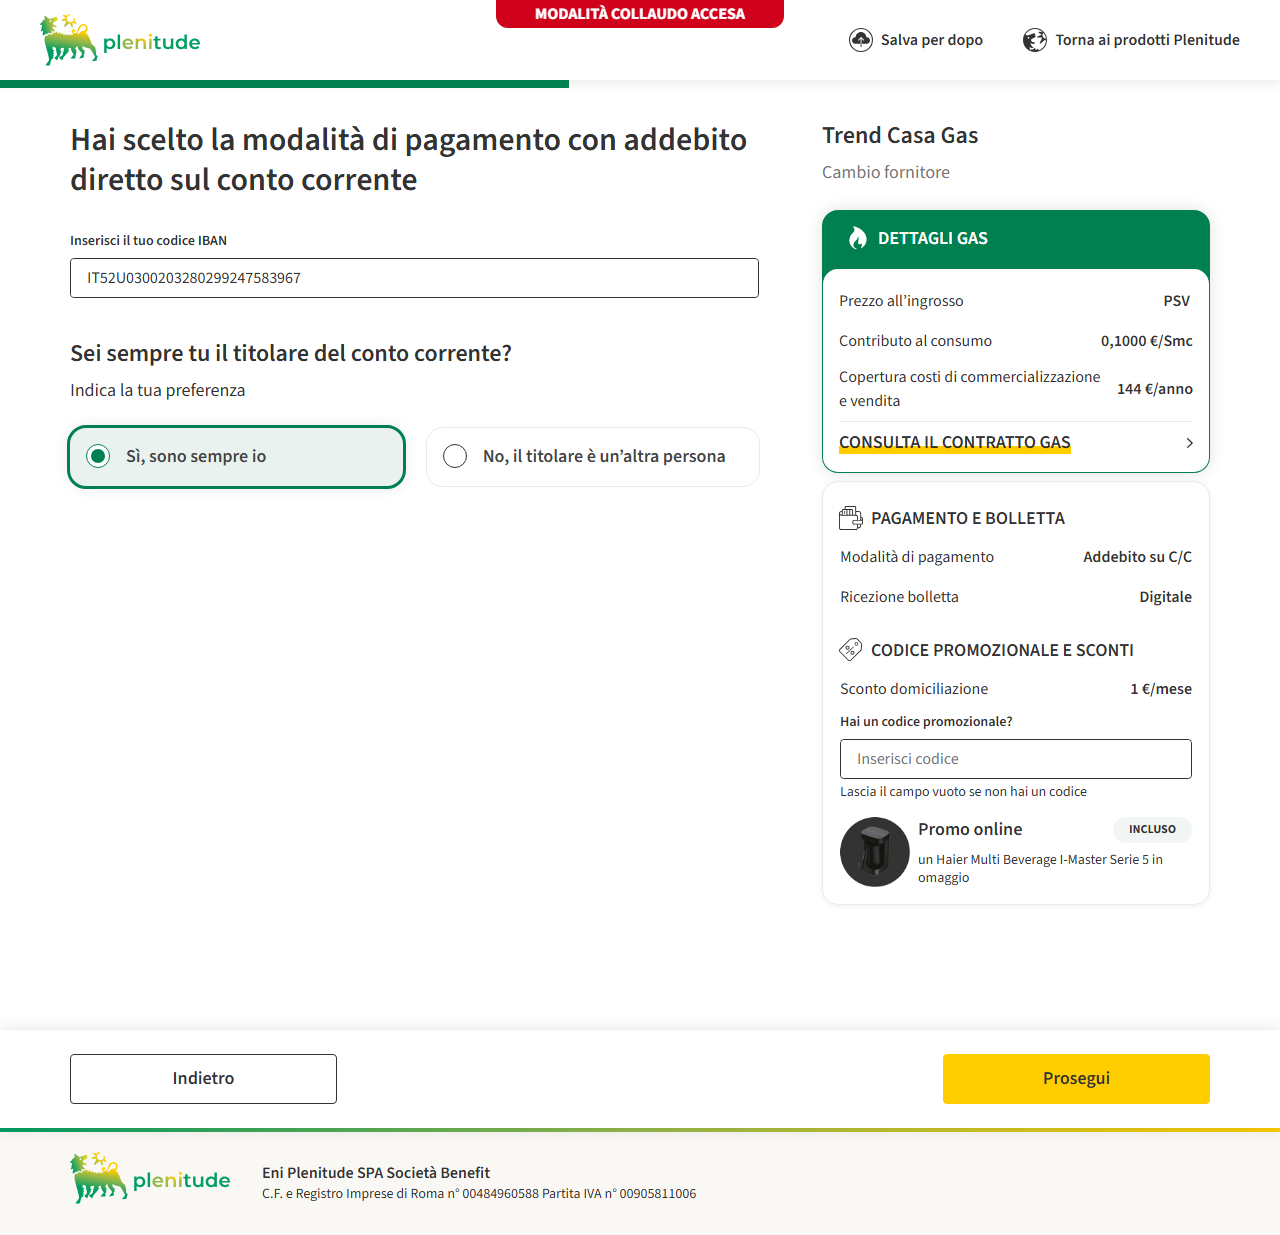 MODALITÀ COLLAUDO ACCESA
plenitude
Salva per dopo
Torna ai prodotti Plenitude
Hai scelto la modalità di pagamento con addebito
diretto sul conto corrente
Inserisci il tuo codice IBAN
IT52U0300203280299247583967
Sei sempre tu il titolare del conto corrente?
Indica la tua preferenza
Sì, sono sempre io
No, il titolare è un’altra persona
Trend Casa Gas
Cambio fornitore
DETTAGLI GAS
Prezzo all’ingrosso
PSV
Contributo al consumo
0,1000 €/Smc
Copertura costi di commercializzazione
e vendita
144 €/anno
CONSULTA IL CONTRATTO GAS
PAGAMENTO E BOLLETTA
Modalità di pagamento
Addebito su C/C
Ricezione bolletta
Digitale
CODICE PROMOZIONALE E SCONTI
Sconto domiciliazione
1 €/mese
Hai un codice promozionale?
Inserisci codice
Lascia il campo vuoto se non hai un codice
Promo online
INCLUSO
un Haier Multi Beverage I-Master Serie 5 in
omaggio
Indietro
Prosegui
plenitude
Eni Plenitude SPA Società Benefit
C.F. e Registro Imprese di Roma n° 00484960588 Partita IVA n° 00905811006